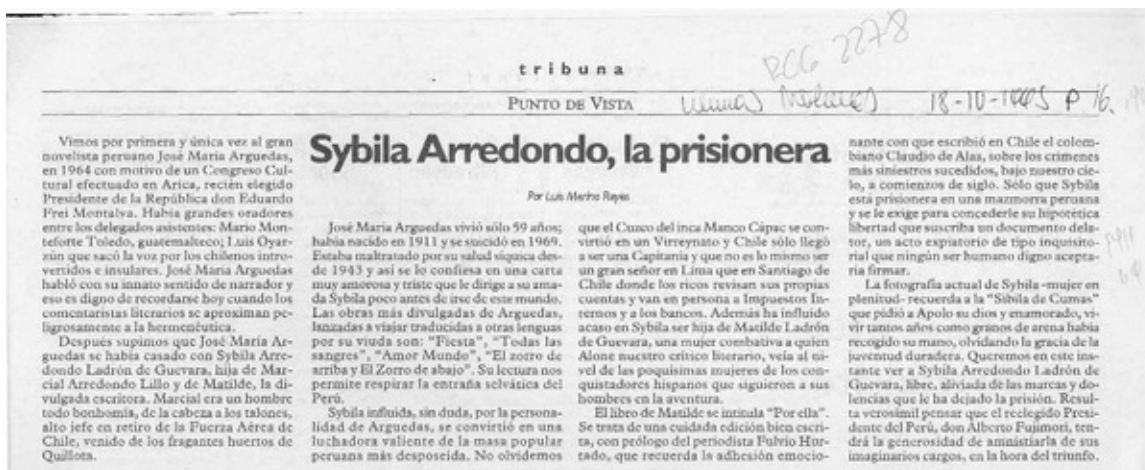 tribuna
RCG 2278
PUNTO DE VISTA
p 16.
Sybila Arredondo, la prisionera
Por Luis Merino Reyes
Vimos por primera y única vez al gran
novelista peruano José María Arguedas,
en 1964 con motivo de un Congreso Cul-
tural efectuado en Arica, recién elegido
Presidente de la República don Eduardo
Frei Montalva. Había grandes oradores
entre los delegados asistentes: Mario Mon-
teforte Toledo, guatemalteco; Luis Oyar-
zún que sacó la voz por los chilenos intro-
vertidos e insulares. José María Arguedas
habló con su innato sentido de narrador y
eso es digno de recordarse hoy cuando los
comentaristas literarios se aproximan pe-
ligrosamente a la hermenéutica.
Después supimos que José María Ar-
guedas se había casado con Sybila Arre-
dondo Ladrón de Guevara, hija de Mar-
cial Arredondo Lillo y de Matilde, la di-
vulgada escritora. Marcial era un hombre
todo bonhomía, de la cabeza a los talones,
alto jefe en retiro de la Fuerza Aérea de
Chile, venido de los fragantes huertos de
Quillota.
José María Arguedas vivió sólo 59 años;
había nacido en 1911 y se suicidó en 1969.
Estaba maltratado por su salud síquica des-
de 1943 y así se lo confiesa en una carta
muy amorosa y triste que le dirige a su ama-
da Sybila poco antes de irse de este mundo.
Las obras más divulgadas de Arguedas,
lanzadas a viajar traducidas a otras lenguas
por su viuda son: "Fiesta", "Todas las
sangres", "Amor Mundo", "El zorro de
arriba y El Zorro de abajo". Su lectura nos
permite respirar la entraña selvática del
Perú.
Sybila influida, sin duda, por la persona-
lidad de Arguedas, se convirtió en una
luchadora valiente de la masa popular
peruana más desposeída. No olvidemos
que el Cuzco del inca Manco Cápac se con-
virtió en un Virreynato y Chile sólo llegó
a ser una Capitanía y que no es lo mismo ser
un gran señor en Lima que en Santiago de
Chile donde los ricos revisan sus propias
cuentas y van en persona a Impuestos In-
ternos y a los bancos. Además ha influido
acaso en Sybila ser hija de Matilde Ladrón
de Guevara, una mujer combativa a quien
Alone nuestro crítico literario, veía al ni-
vel de las poquísimas mujeres de los con-
quistadores hispanos que siguieron a sus
hombres en la aventura.
El libro de Matilde se intitula "Por ella".
Se trata de una cuidada edición bien escri-
ta, con prólogo del periodista Fulvio Hur-
tado, que recuerda la adhesión emocio-
nante con que escribió en Chile el colom-
biano Claudio de Alas, sobre los crímenes
más siniestros sucedidos, bajo nuestro cie-
lo, a comienzos de siglo. Sólo que Sybila
está prisionera en una mazmorra peruana
y se le exige para concederle su hipotética
libertad que suscriba un documento dela-
tor, un acto expiatorio de tipo inquisito-
rial que ningún ser humano digno acepta-
ría firmar.
La fotografía actual de Sybila -mujer en
plenitud- recuerda a la "Sibila de Cumas"
que pidió a Apolo su dios y enamorado, vi-
vir tantos años como granos de arena había
recogido su mano, olvidando la gracia de la
juventud duradera. Queremos en este ins-
tante ver a Sybila Arredondo Ladrón de
Guevara, libre, aliviada de las marcas y do-
lencias que le ha dejado la prisión. Resul-
ta verosímil pensar que el reelegido Presi-
dente del Perú, don Alberto Fujimori, ten-
drá la generosidad de amnistiarla de sus
imaginarios cargos, en la hora del triunfo.